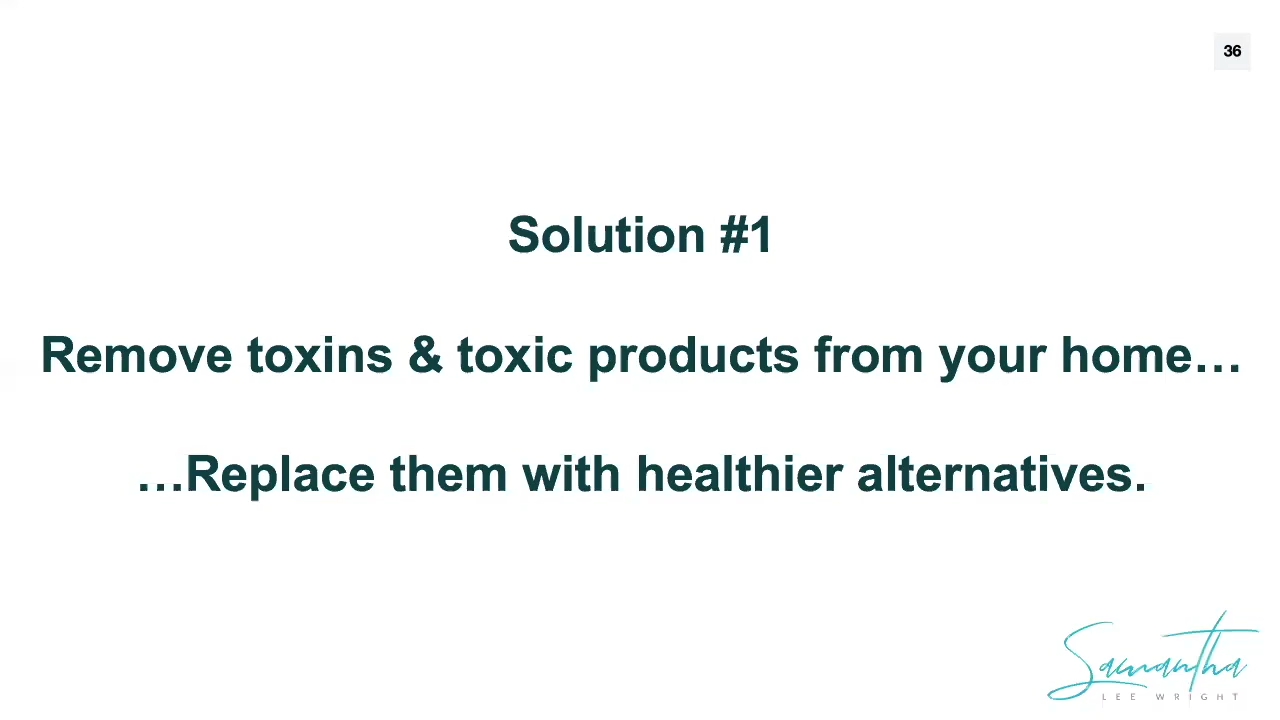 36
Solution #1
Remove toxins & toxic products from your home…
…Replace them with healthier alternatives.
Samantha
LEE WRIGHT